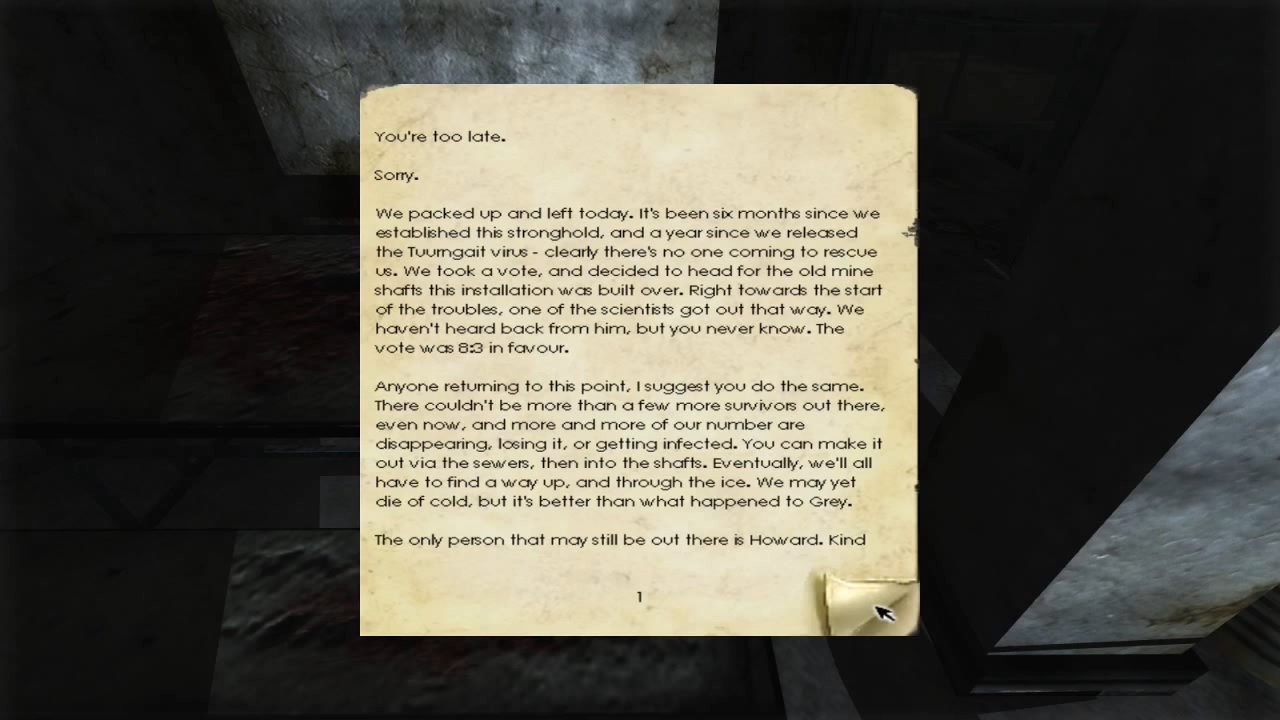 You're too late.
Sorry.
We packed up and left today. It's been six months since we
established this stronghold, and a year since we released
the Tuurngait virus - clearly there's no one coming to rescue
us. We took a vote, and decided to head for the old mine
shafts this installation was built over. Right towards the start
of the troubles, one of the scientists got out that way. We
haven't heard back from him, but you never know. The
vote was 8:3 in favour.
Anyone returning to this point, I suggest you do the same.
There couldn't be more than a few more survivors out there,
even now, and more and more of our number are
disappearing, losing it, or getting infected. You can make it
out via the sewers, then into the shafts. Eventually, we'll all
have to find a way up, and through the ice. We may yet
die of cold, but it's better than what happened to Grey.
The only person that may still be out there is Howard. Kind
1